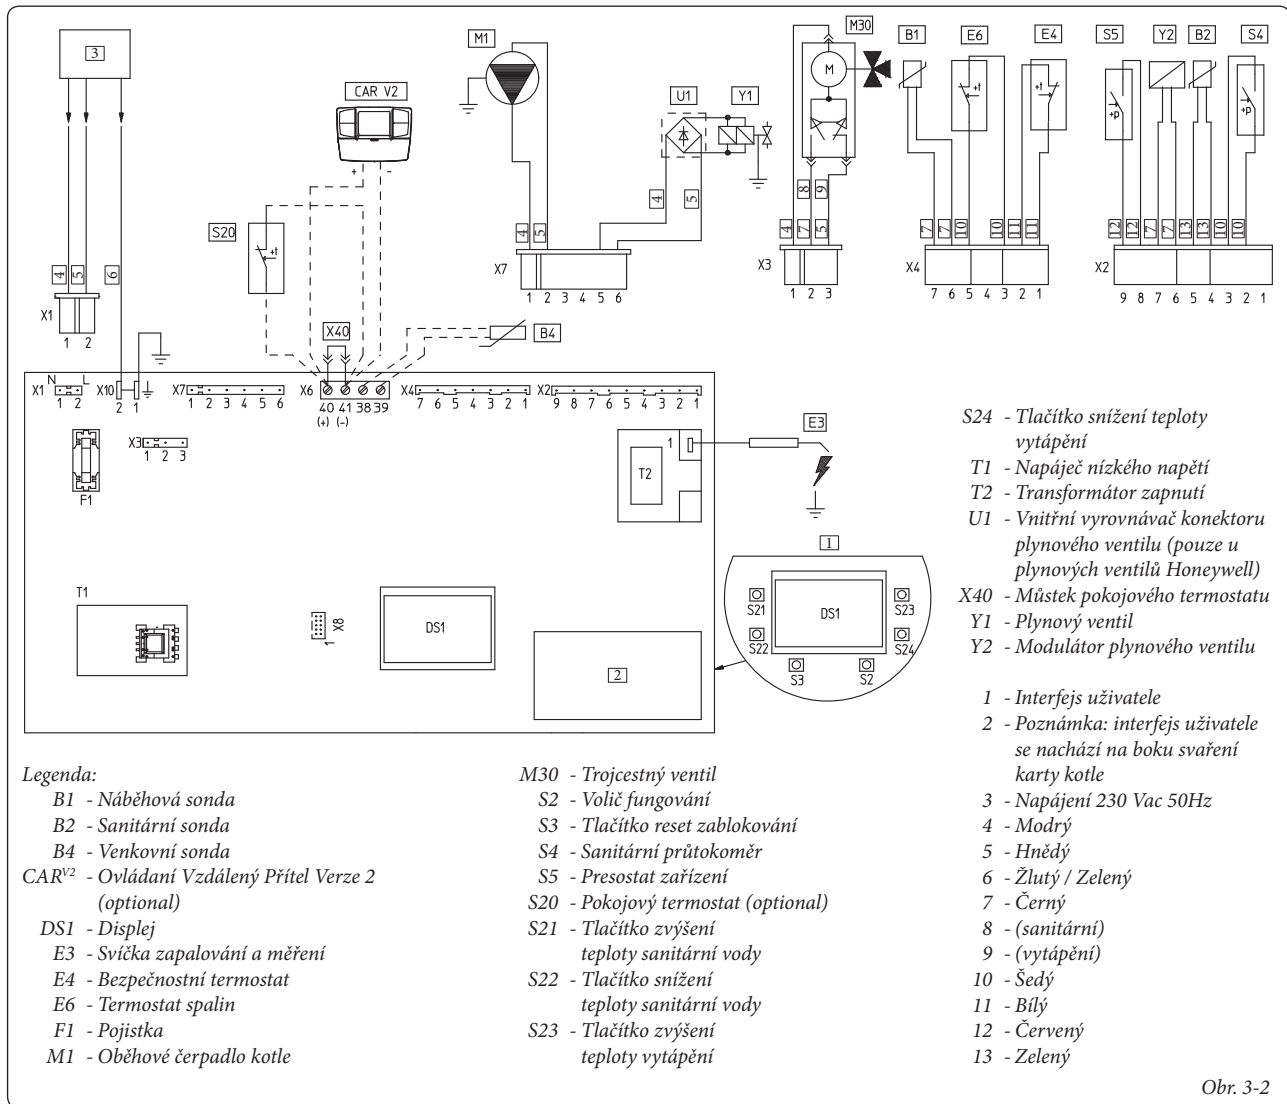 3
M1
M30
B1
E6
E4
S5
Y2
B2
S4
CAR V2
U1
Y1
M
+t
+t
+p
+p
+ -
S20
+t
4 5 6
4 5
4 5
8 9
4 7 5
7 7 10 10 11 11
12 12 7 7 13 13 10 10
X1
1 2
X7
1 2 3 4 5 6
X3
1 2 3
X4
7 6 5 4 3 2 1
X2
9 8 7 6 5 4 3 2 1
X40
B4
X1 N L
1 2
X10
2 1
X7
1 2 3 4 5 6
X6
40 41 38 39
(+) (-)
X4
7 6 5 4 3 2 1
X2
9 8 7 6 5 4 3 2 1
X3
1 2 3
F1
T2
1
E3
T1
X8
1
DS1
2
1
DS1
S21
S22
S3
S2
S23
S24
Legenda:
B1 - Náběhová sonda
B2 - Sanitární sonda
B4 - Venkovní sonda
CARV2 - Ovládaní Vzdálený Přítel Verze 2
(optional)
DS1 - Displej
E3 - Svíčka zapalování a měření
E4 - Bezpečnostní termostat
E6 - Termostat spalin
F1 - Pojistka
M1 - Oběhové čerpadlo kotle
M30 - Trojcestný ventil
S2 - Volič fungování
S3 - Tlačítko reset zablokování
S4 - Sanitární průtokoměr
S5 - Presostat zařízení
S20 - Pokojový termostat (optional)
S21 - Tlačítko zvýšení
teploty sanitární vody
S22 - Tlačítko snížení
teploty sanitární vody
S23 - Tlačítko zvýšení
teploty vytápění
S24 - Tlačítko snížení teploty
vytápění
T1 - Napáječ nízkého napětí
T2 - Transformátor zapnutí
U1 - Vnitřní vyrovnávač konektoru
plynového ventilu (pouze u
plynových ventilů Honeywell)
X40 - Můstek pokojového termostatu
Y1 - Plynový ventil
Y2 - Modulátor plynového ventilu
1 - Interfejs uživatele
2 - Poznámka: interfejs uživatele
se nachází na boku svaření
karty kotle
3 - Napájení 230 Vac 50Hz
4 - Modrý
5 - Hnědý
6 - Žlutý / Zelený
7 - Černý
8 - (sanitární)
9 - (vytápění)
10 - Šedý
11 - Bílý
12 - Červený
13 - Zelený
Obr. 3-2